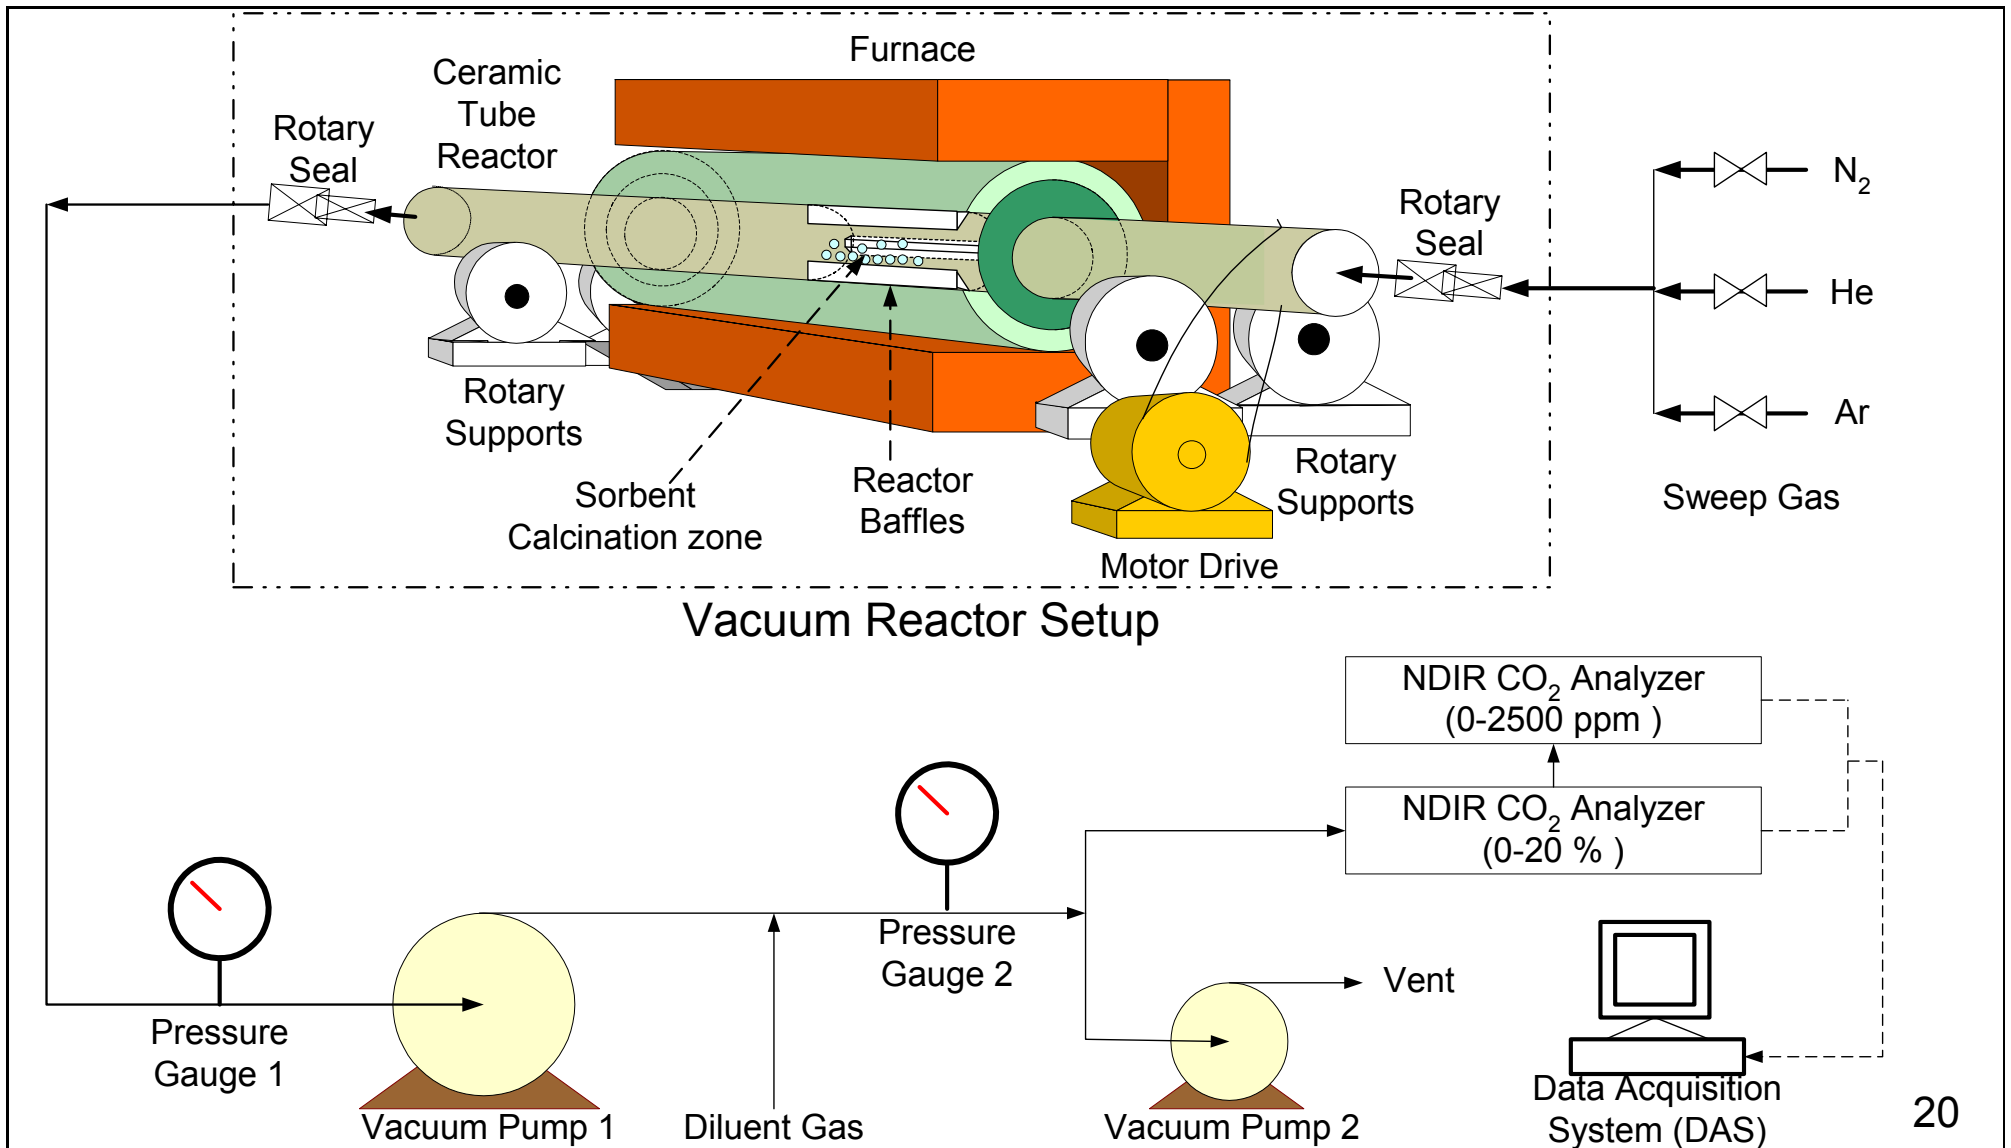 Furnace
Ceramic
Tube
Reactor
Rotary
Seal
N2
Rotary
Seal
He
Ar
Rotary
Supports
Sorbent
Calcination zone
Reactor
Baffles
Rotary
Supports
Sweep Gas
Motor Drive
Vacuum Reactor Setup
NDIR CO2 Analyzer
(0-2500 ppm )
NDIR CO2 Analyzer
(0-20 % )
Pressure
Gauge 2
Vent
Pressure
Gauge 1
Vacuum Pump 1
Diluent Gas
Vacuum Pump 2
Data Acquisition
System (DAS)
20